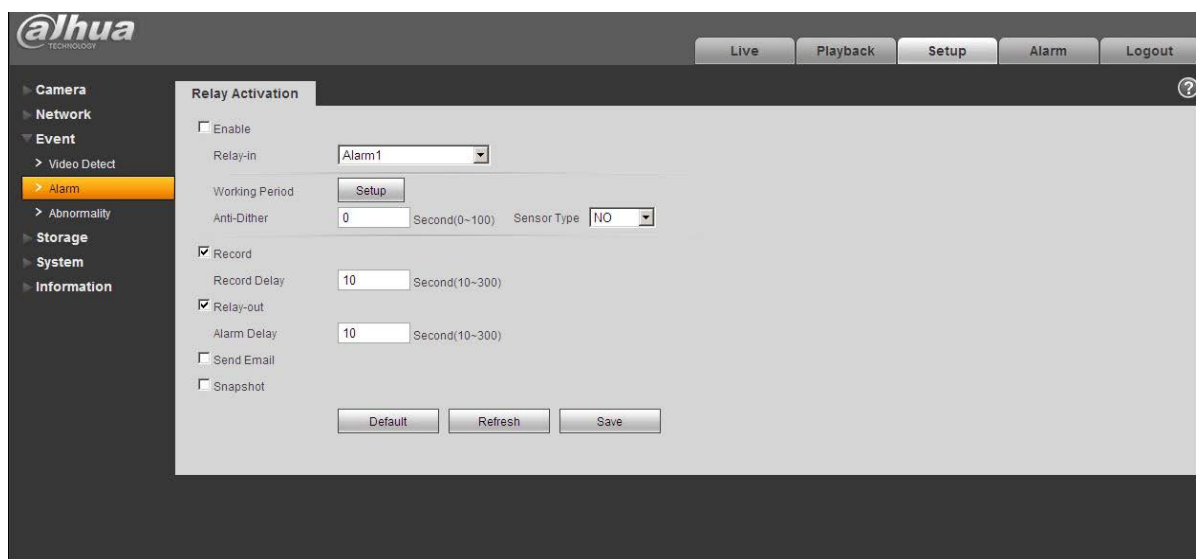 alhua
TECHNOLOGY
Live Playback Setup Alarm Logout
Camera
Network
Event
> Video Detect
> Alarm
> Abnormality
Storage
System
Information
Relay Activation
?
Enable
Relay-in Alarm1
Working Period Setup
Anti-Dither 0 Second(0~100) Sensor Type NO
Record
Record Delay 10 Second(10~300)
Relay-out
Alarm Delay 10 Second(10~300)
Send Email
Snapshot
Default Refresh Save